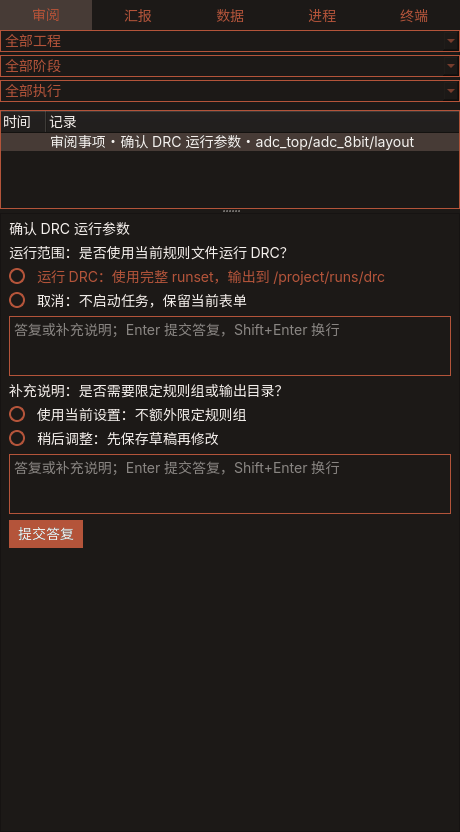 审阅 汇报 数据 进程 终端
全部工程
全部阶段
全部执行
时间 记录
审阅事项・确认 DRC 运行参数・adc_top/adc_8bit/layout
确认 DRC 运行参数
运行范围：是否使用当前规则文件运行 DRC？
运行 DRC：使用完整 runset，输出到 /project/runs/drc
取消：不启动任务，保留当前表单
答复或补充说明；Enter 提交答复，Shift+Enter 换行
补充说明：是否需要限定规则组或输出目录？
使用当前设置：不额外限定规则组
稍后调整：先保存草稿再修改
答复或补充说明；Enter 提交答复，Shift+Enter 换行
提交答复